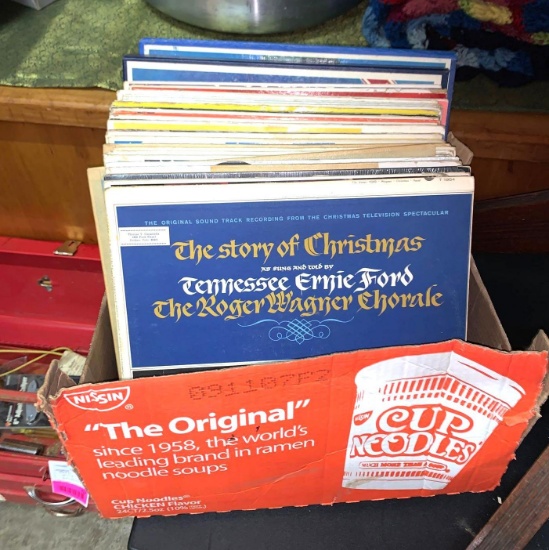 THE ORIGINAL SOUND TRACK RECORDING FROM THE CHRISTMAS TELEVISION SPECTACULAR
The story of Christmas
AS SUNG AND TOLD BY
Tennessee Ernie Ford
The Roger Wagner Chorale
091107F2
NISSIN
"The Original"
since 1958, the world's
leading brand in ramen
noodle soups
Cup Noodles®
CHICKEN Flavor
CUP
NOODLES